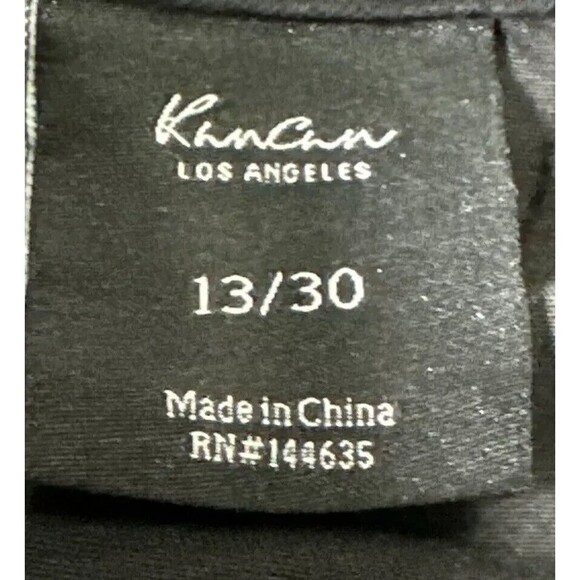 KanCan
LOS ANGELES
13/30
Made in China
RN#144635